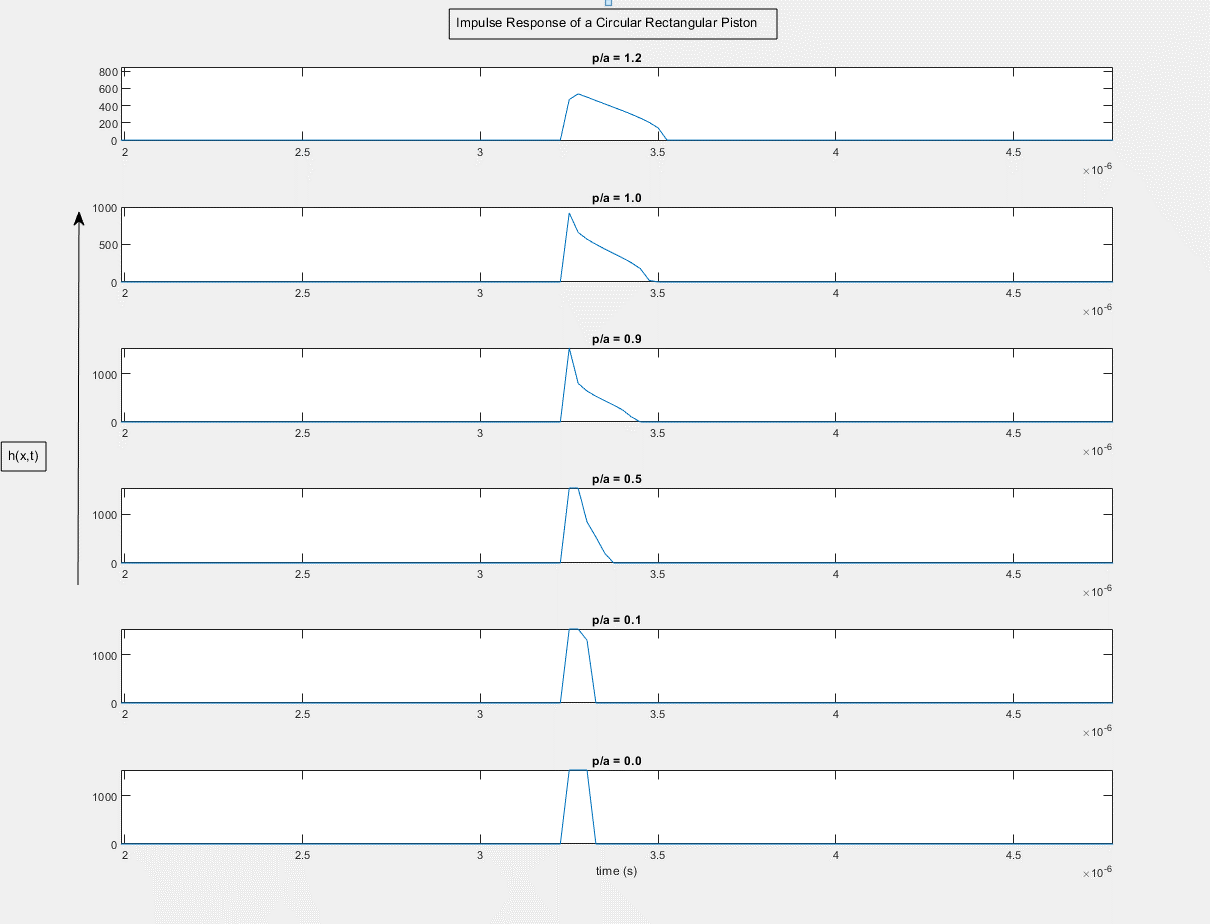 Impulse Response of a Circular Rectangular Piston
p/a = 1.2
800
600
400
200
0
2 2.5 3 3.5 4 4.5
×10-6
p/a = 1.0
1000
500
0
2 2.5 3 3.5 4 4.5
×10-6
p/a = 0.9
1000
0
2 2.5 3 3.5 4 4.5
×10-6
h(x,t)
p/a = 0.5
1000
0
2 2.5 3 3.5 4 4.5
×10-6
p/a = 0.1
1000
0
2 2.5 3 3.5 4 4.5
×10-6
p/a = 0.0
1000
0
2 2.5 3 3.5 4 4.5
time (s)
×10-6